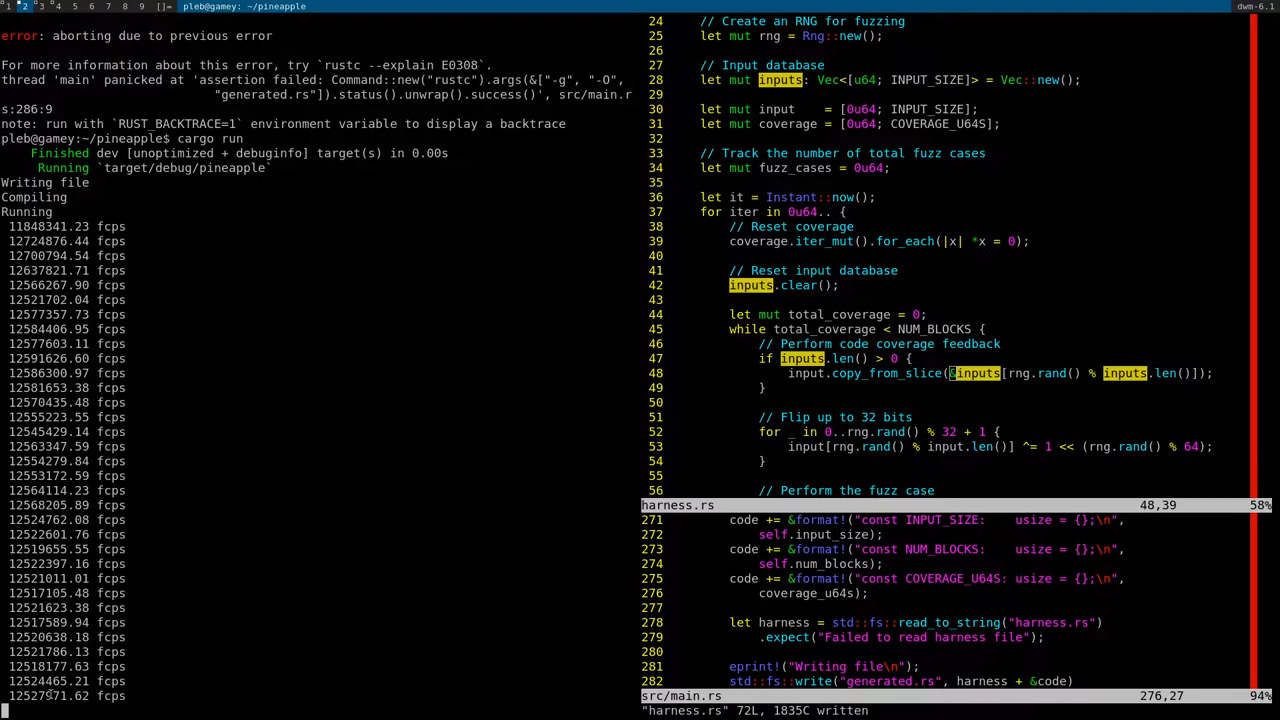 1 2 3 4 5 6 7 8 9 []= pleb@gamey: ~/pineapple dwm-6.1
error: aborting due to previous error
For more information about this error, try `rustc --explain E0308`.
thread 'main' panicked at 'assertion failed: Command::new("rustc").args(&["-g", "-O",
"generated.rs"]).status().unwrap().success()', src/main.r
s:286:9
note: run with `RUST_BACKTRACE=1` environment variable to display a backtrace
pleb@gamey:~/pineapple$ cargo run
Finished dev [unoptimized + debuginfo] target(s) in 0.00s
Running `target/debug/pineapple`
Writing file
Compiling
Running
11848341.23 fcps
12724876.44 fcps
12700794.54 fcps
12637821.71 fcps
12566267.90 fcps
12521702.04 fcps
12577357.73 fcps
12584406.95 fcps
12577603.11 fcps
12591626.60 fcps
12586300.97 fcps
12581653.38 fcps
12570435.48 fcps
12555223.55 fcps
12545429.14 fcps
12563347.59 fcps
12554279.84 fcps
12553172.59 fcps
12564114.23 fcps
12568205.89 fcps
12524762.08 fcps
12522601.76 fcps
12519655.55 fcps
12522397.16 fcps
12521011.01 fcps
12517105.48 fcps
12521623.38 fcps
12517589.94 fcps
12520638.18 fcps
12521786.13 fcps
12518177.63 fcps
12524465.21 fcps
fcps
24 // Create an RNG for fuzzing
25 let mut rng = Rng::new();
26
27 // Input database
28 let mut inputs: Vec<[u64; INPUT_SIZE]> = Vec::new();
29
30 let mut input    = [0u64; INPUT_SIZE];
31 let mut coverage = [0u64; COVERAGE_U64S];
32
33 // Track the number of total fuzz cases
34 let mut fuzz_cases = 0u64;
35
36 let it = Instant::now();
37 for iter in 0u64.. {
38 // Reset coverage
39 coverage.iter_mut().for_each(|x| *x = 0);
40
41 // Reset input database
42 inputs.clear();
43
44 let mut total_coverage = 0;
45 while total_coverage < NUM_BLOCKS {
46 // Perform code coverage feedback
47 if inputs.len() > 0 {
48 input.copy_from_slice(&inputs[rng.rand() % inputs.len()]);
49 }
50
51 // Flip up to 32 bits
52 for _ in 0..rng.rand() % 32 + 1 {
53 input[rng.rand() % input.len()] ^= 1 << (rng.rand() % 64);
54 }
55
56 // Perform the fuzz case
harness.rs 48,39 58%
271 code += &format!("const INPUT_SIZE:    usize = {};\n",
272 self.input_size);
273 code += &format!("const NUM_BLOCKS:    usize = {};\n",
274 self.num_blocks);
275 code += &format!("const COVERAGE_U64S: usize = {};\n",
276 coverage_u64s);
277
278 let harness = std::fs::read_to_string("harness.rs")
279 .expect("Failed to read harness file");
280
281 eprint!("Writing file\n");
282 std::fs::write("generated.rs", harness + &code)
src/main.rs 276,27 94%
"harness.rs" 72L, 1835C written